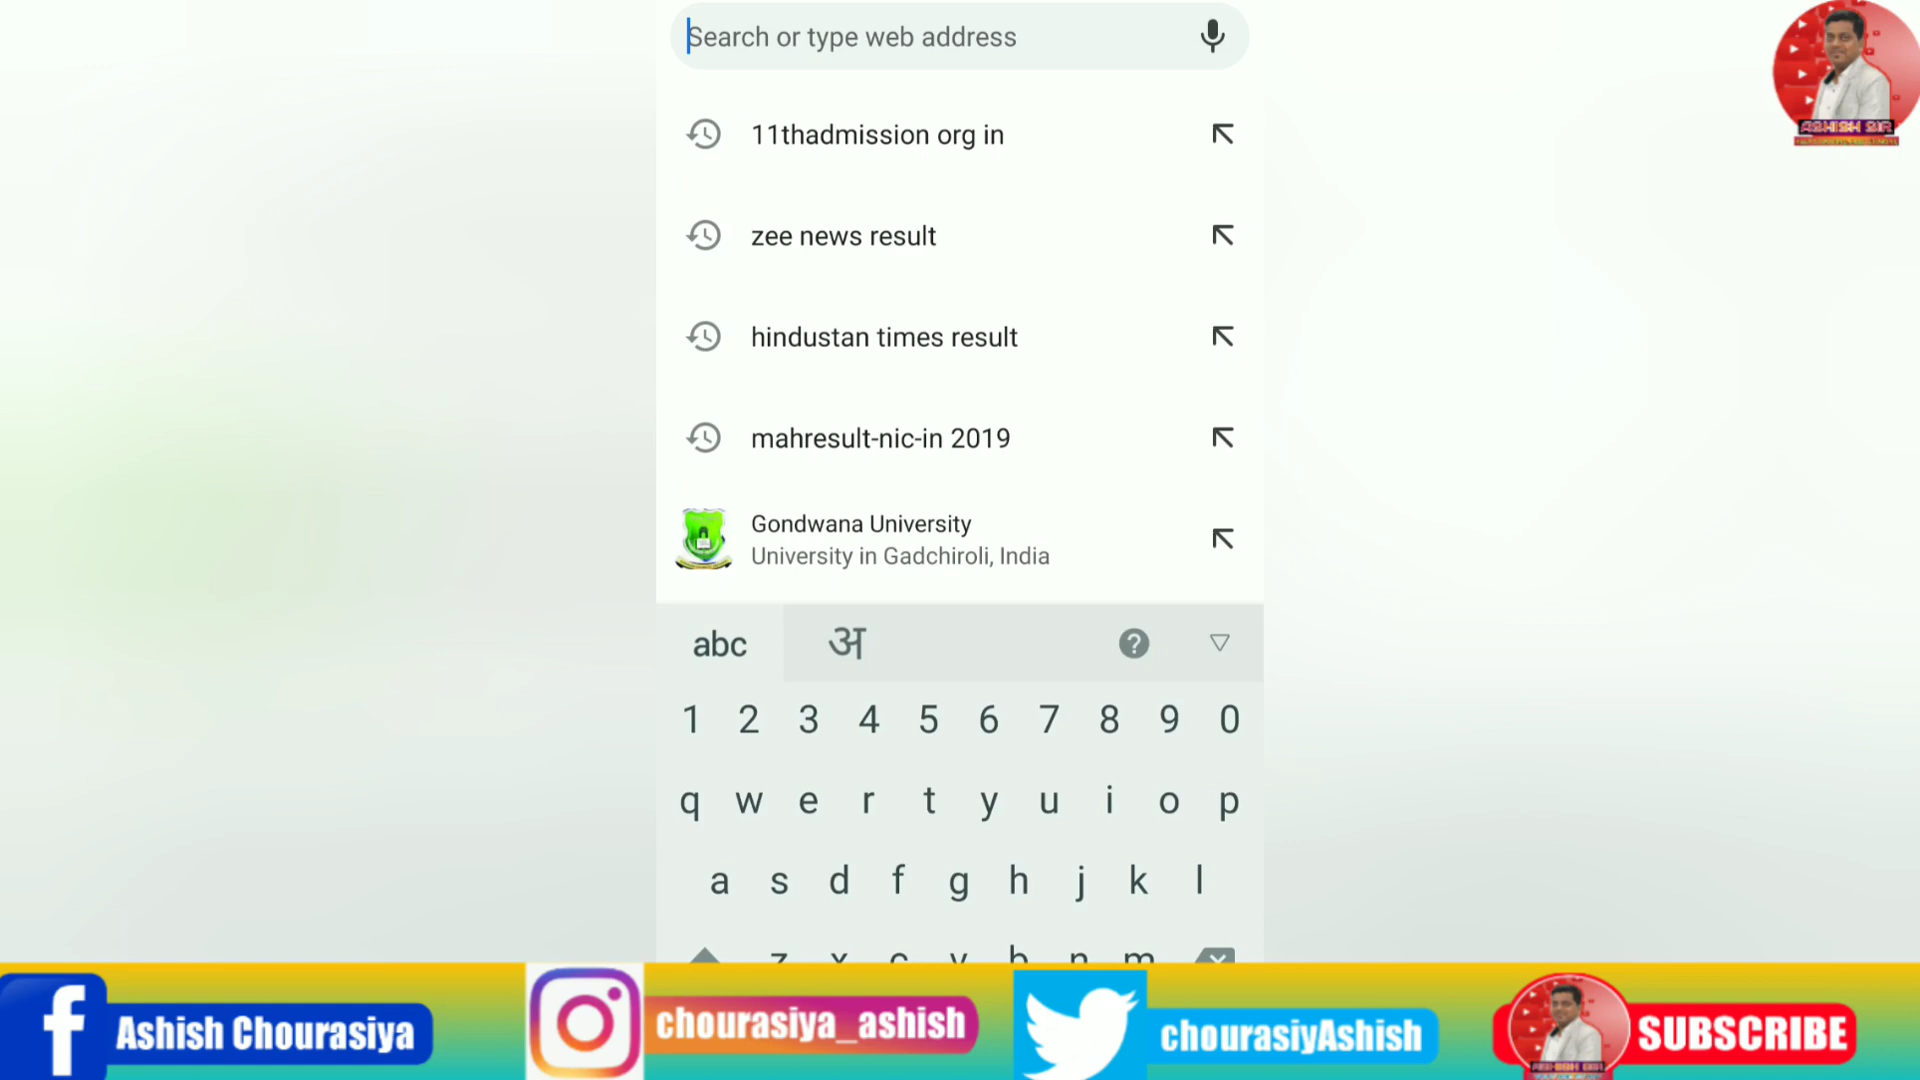 Search or type web address
11thadmission org in
zee news result
hindustan times result
mahresult-nic-in 2019
Gondwana University
University in Gadchiroli, India
abc अ ?
1 2 3 4 5 6 7 8 9 0
q w e r t y u i o p
a s d f g h j k l
z x c v b n m
ASHISH SIR
f Ashish Chourasiya
chourasiya_ashish
chourasiyAshish
SUBSCRIBE